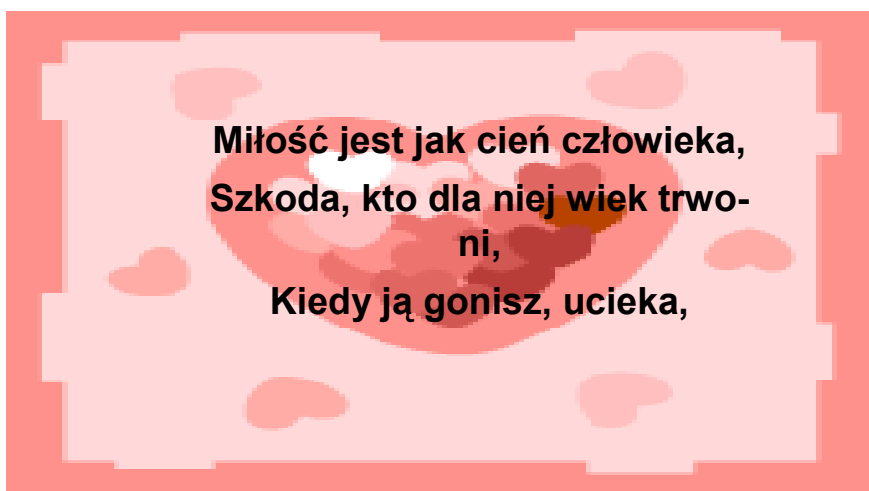 Miłość jest jak cień człowieka,
Szkoda, kto dla niej wiek trwo-
ni,
Kiedy ją gonisz, ucieka,